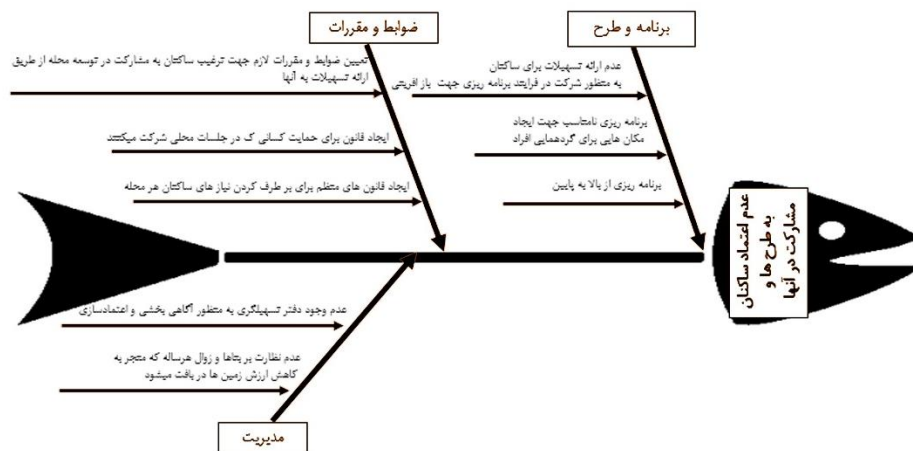 برنامه و طرح
عدم ارائه تسهیلات برای ساکنان
به منظور شرکت در فرایند برنامه ریزی جهت باز آفرینی
برنامه ریزی نامتناسب جهت ایجاد
مکان هایی برای گردهمایی افراد
برنامه ریزی از بالا به پایین
ضوابط و مقررات
تعیین ضوابط و مقررات لازم جهت ترغیب ساکنان به مشارکت در توسعه محله از طریق
ارائه تسهیلات به آنها
ایجاد قانون برای حمایت کسانی ک در جلسات محلی شرکت میکنند
ایجاد قانون های منظم برای بر طرف کردن نیاز های ساکنان هر محله
عدم اعتماد ساکنان
به طرح ها و
مشارکت در آنها
عدم وجود دفتر تسهیلگری به منظور آگاهی بخشی و اعتمادسازی
عدم نظارت بر بناها و زوال هرساله که منجر به
کاهش ارزش زمین ها در بافت میشود
مدیریت